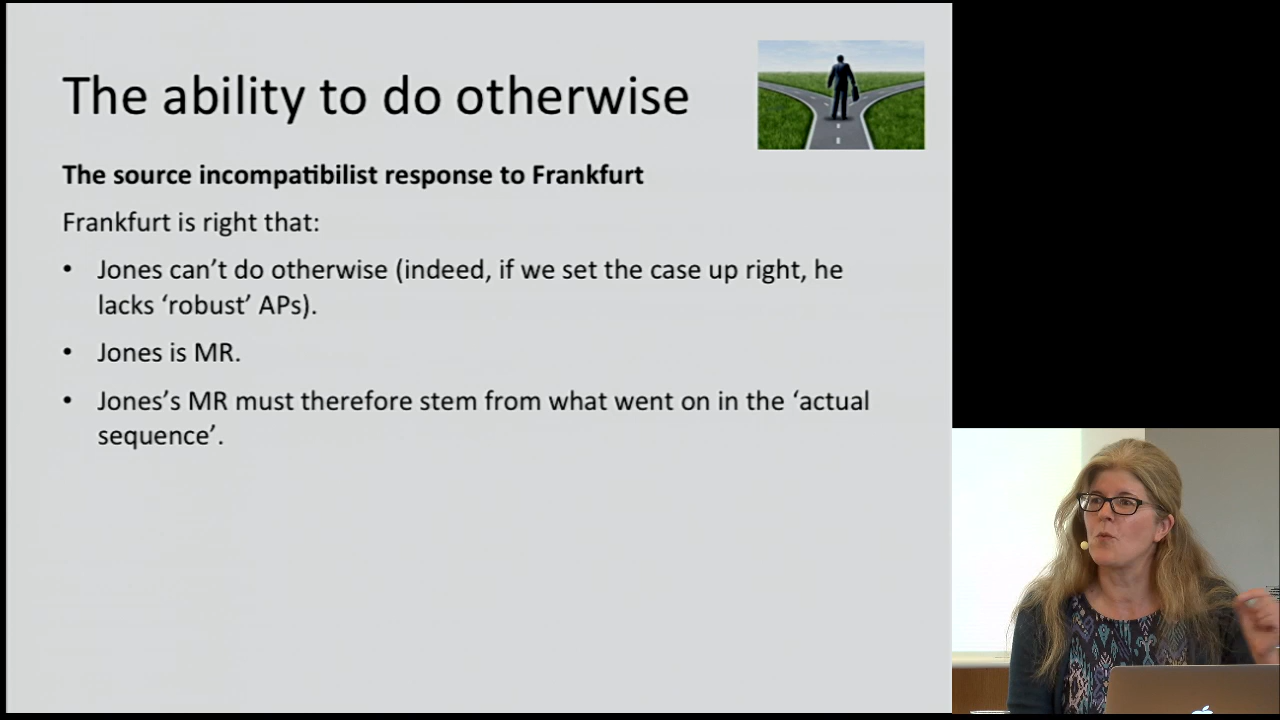 The ability to do otherwise
The source incompatibilist response to Frankfurt
Frankfurt is right that:
• Jones can’t do otherwise (indeed, if we set the case up right, he
lacks ‘robust’ APs).
• Jones is MR.
• Jones’s MR must therefore stem from what went on in the ‘actual
sequence’.